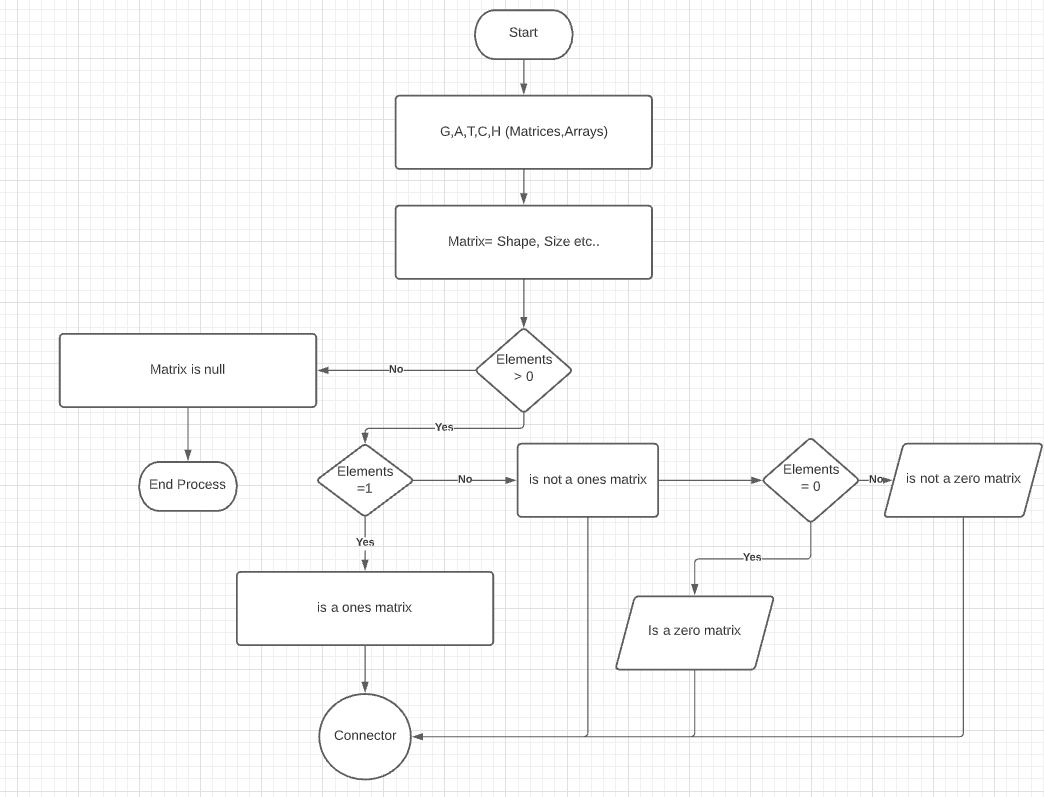 Start
G,A,T,C,H (Matrices,Arrays)
Matrix= Shape, Size etc..
Elements
> 0
No
Matrix is null
End Process
Yes
Elements
=1
No
is not a ones matrix
Elements
= 0
No
is not a zero matrix
Yes
is a ones matrix
Yes
Is a zero matrix
Connector